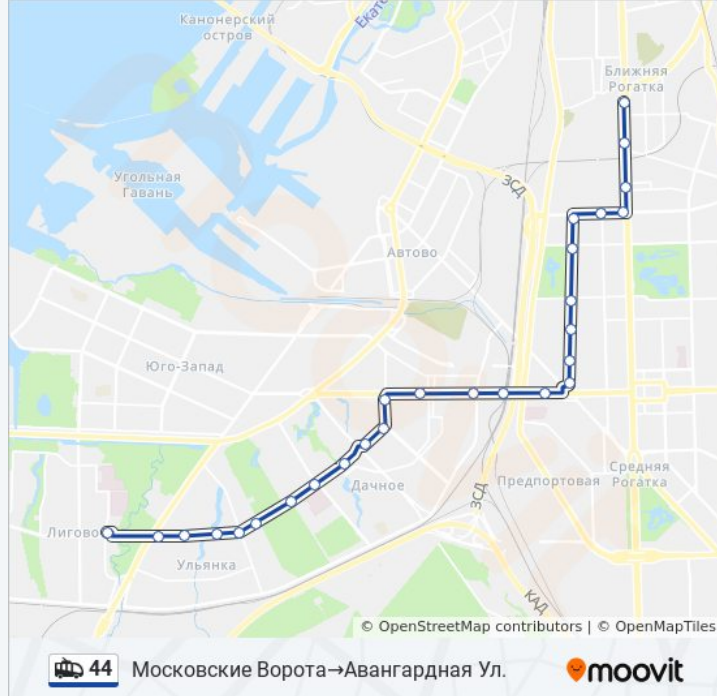 Канонерский
остров
Екате
Ближняя
Рогатка
Угольная
Гавань
ЗСД
Автово
Юго-Запад
Средняя
Рогатка
Дачное
ЗСД
Предпортовая
Лигово
Ульянка
КАД
© OpenStreetMap contributors | © OpenMapTiles
44 Московские Ворота→Авангардная Ул. moovit